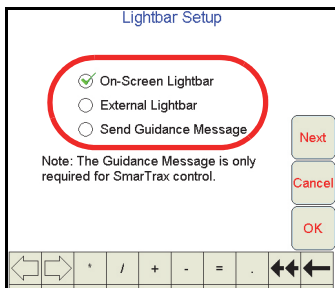 Lightbar Setup
On-Screen Lightbar
External Lightbar
Send Guidance Message
Note: The Guidance Message is only
required for SmarTrax control.
Next
Cancel
OK
* / + - = .